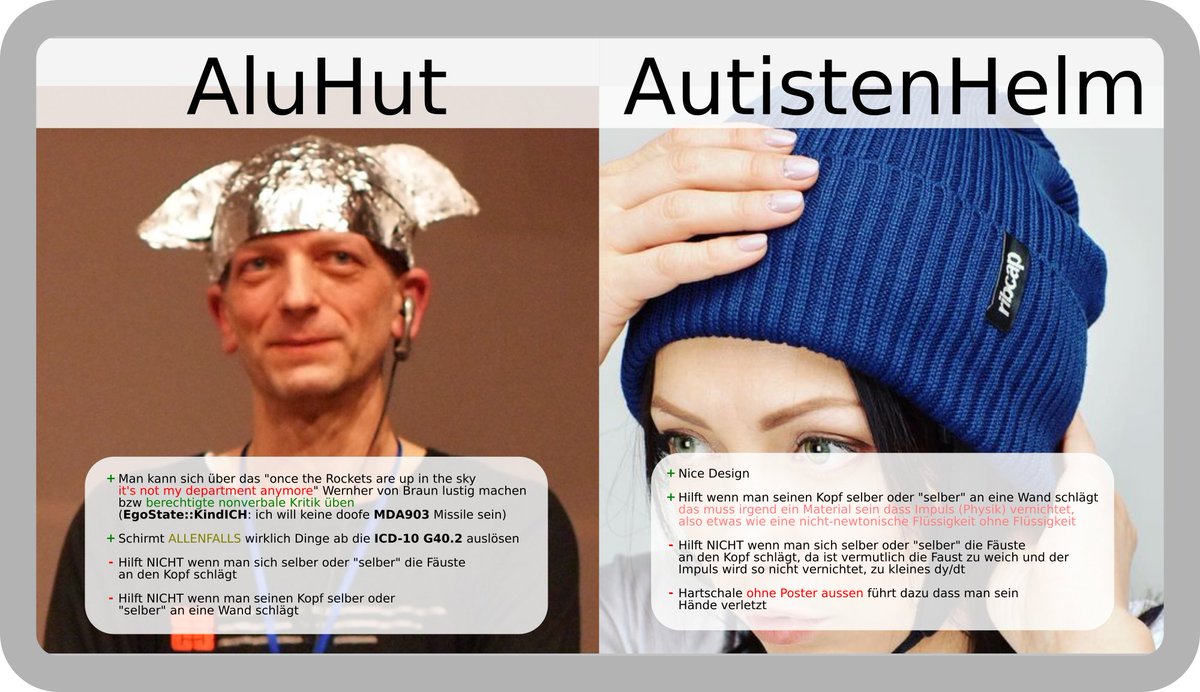 AluHut
+ Man kann sich über das "once the Rockets are up in the sky
it's not my department anymore" Wernher von Braun lustig machen
bzw berechtigte nonverbale Kritik üben
(EgoState::KindICH: ich will keine doofe MDA903 Missile sein)
+ Schirmt ALLENFALLS wirklich Dinge ab die ICD-10 G40.2 auslösen
- Hilft NICHT wenn man sich selber oder "selber" die Fäuste
an den Kopf schlägt
- Hilft NICHT wenn man seinen Kopf selber oder
"selber" an eine Wand schlägt
AutistenHelm
ribcap
+ Nice Design
+ Hilft wenn man seinen Kopf selber oder "selber" an eine Wand schlägt
das muss irgend ein Material sein dass Impuls (Physik) vernichtet,
also etwas wie eine nicht-newtonische Flüssigkeit ohne Flüssigkeit
- Hilft NICHT wenn man sich selber oder "selber" die Fäuste
an den Kopf schlägt, da ist vermutlich die Faust zu weich und der
Impuls wird so nicht vernichtet, zu kleines dy/dt
- Hartschale ohne Poster aussen führt dazu dass man sein
Hände verletzt